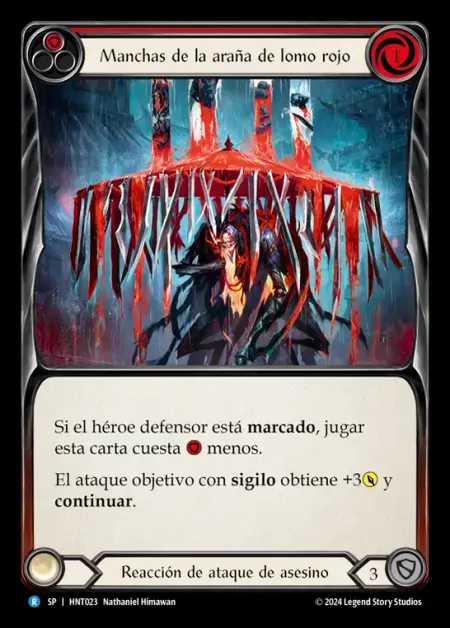 Manchas de la araña de lomo rojo
1
Si el héroe defensor está marcado, jugar
esta carta cuesta menos.
El ataque objetivo con sigilo obtiene +3 y
continuar.
Reacción de ataque de asesino
3
R SP | HNT023 Nathaniel Himawan
© 2024 Legend Story Studios